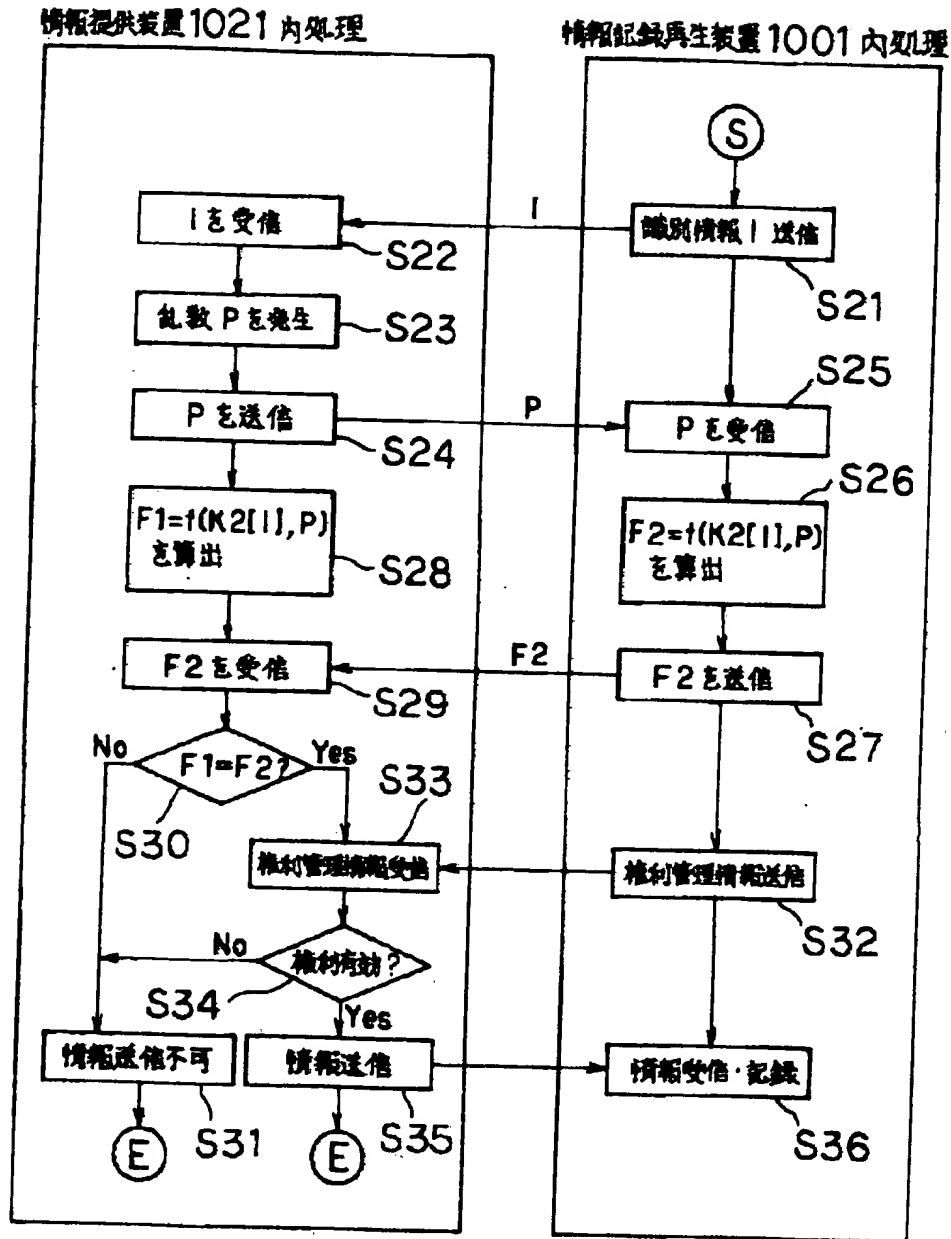 情報提供装置1021内処理
情報記録再生装置1001内処理
S
Iを受信
I
識別情報I送信
S22
S21
乱数Pを発生
S23
S25
Pを送信
P
Pを受信
S24
S26
F1=f(K2[I],P)
を算出
F2=f(K2[I],P)
を算出
S28
F2を受信
F2
F2を送信
S29
S27
No
F1=F2?
Yes
S33
S30
権利管理情報受信
権利管理情報送信
S32
No
権利有効?
S34
Yes
情報送信不可
情報送信
情報受信・記録
S31
S35
S36
E
E